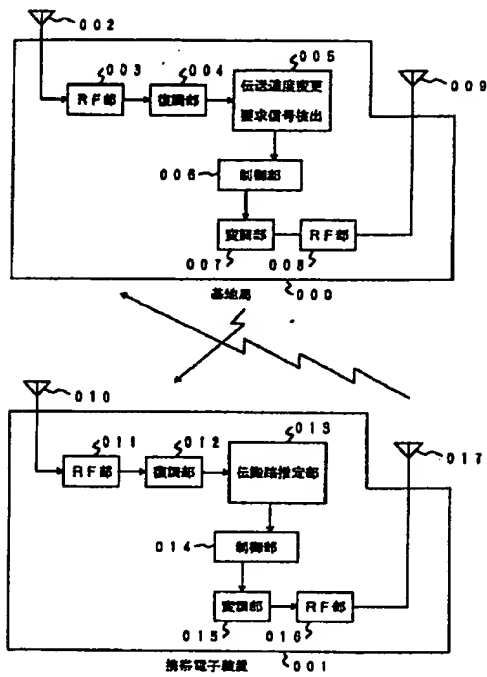 002
003 004 005
009
RF部 復調部 伝送速度変更
要求信号検出
006 制御部
変調部 RF部
007 008
基地局 000
010
011 012 013
017
RF部 復調部 伝搬路推定部
014 制御部
変調部 RF部
015 016
携帯電子装置 001